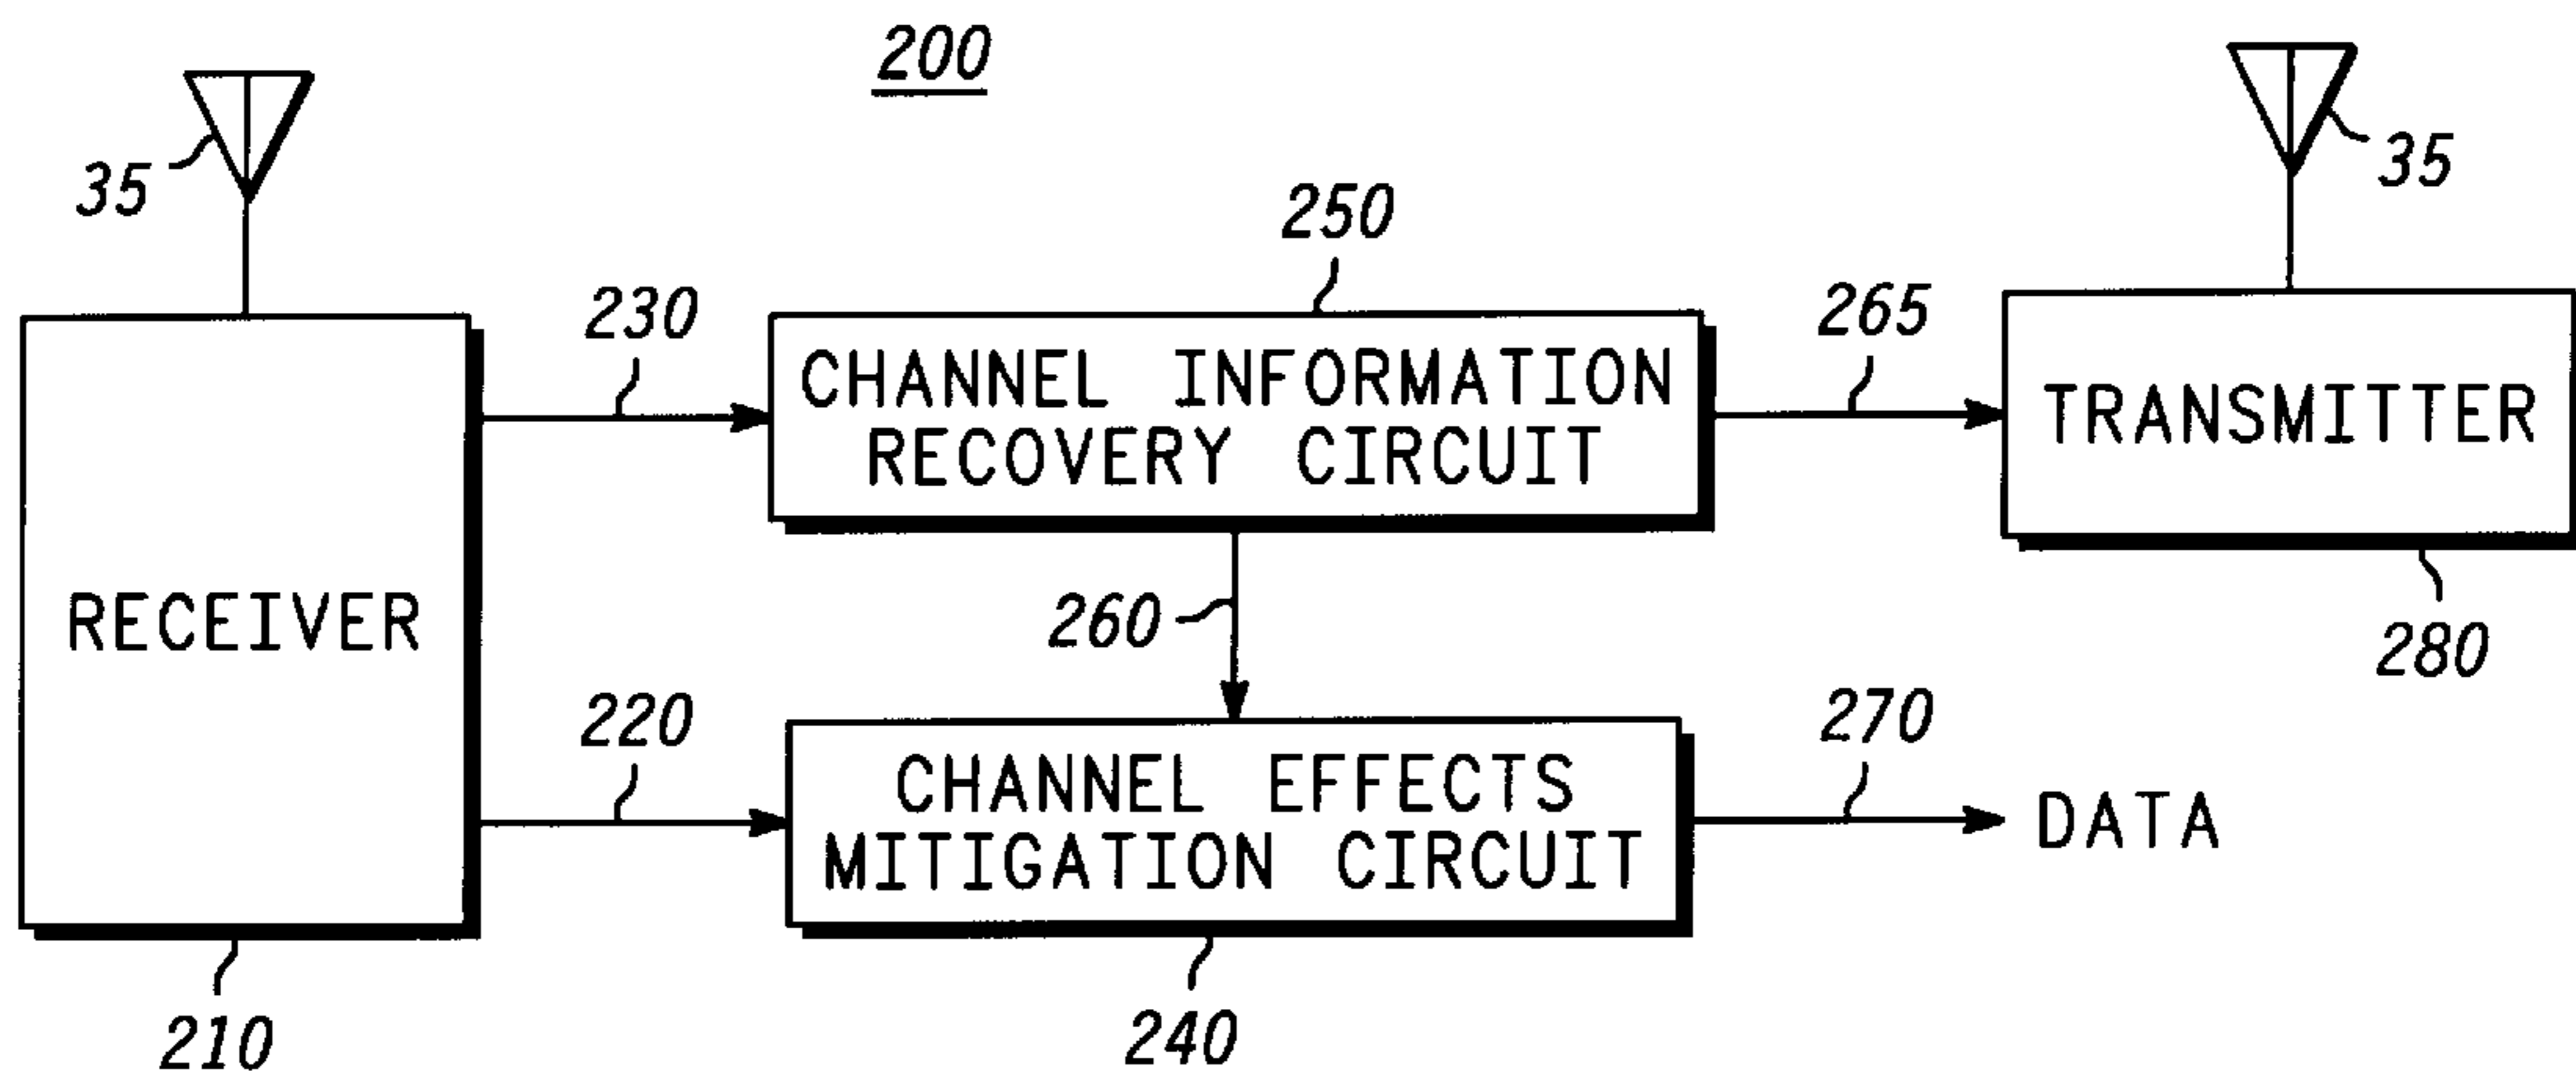 200
35
35
250
230
265
CHANNEL INFORMATION
RECOVERY CIRCUIT
TRANSMITTER
RECEIVER
260
280
220
270
CHANNEL EFFECTS
MITIGATION CIRCUIT
DATA
210
240